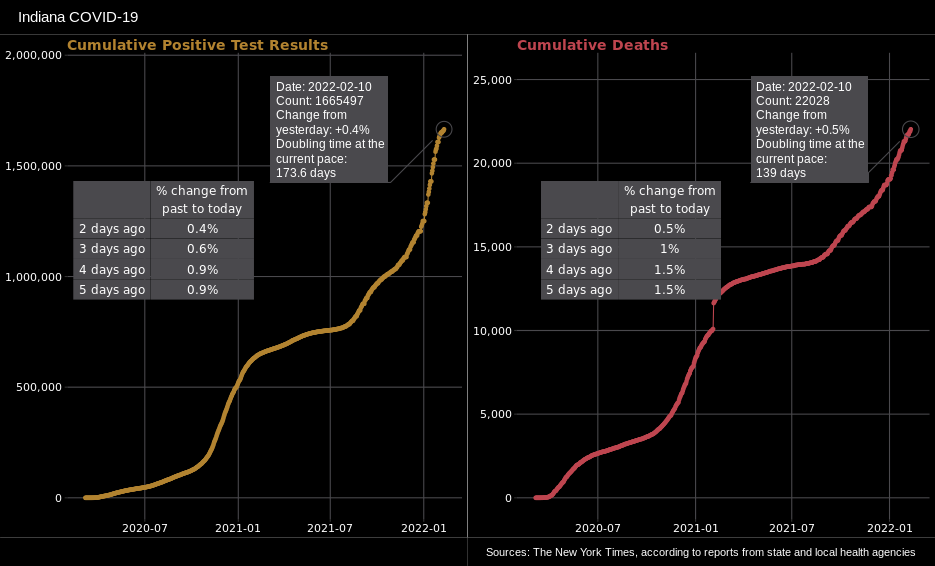 Indiana COVID-19
Cumulative Positive Test Results
2,000,000
1,500,000
1,000,000
500,000
0
2020-07
2021-01
2021-07
2022-01
Date: 2022-02-10
Count: 1665497
Change from
yesterday: +0.4%
Doubling time at the
current pace:
173.6 days
% change from
past to today
2 days ago 0.4%
3 days ago 0.6%
4 days ago 0.9%
5 days ago 0.9%
Cumulative Deaths
25,000
20,000
15,000
10,000
5,000
0
2020-07
2021-01
2021-07
2022-01
Date: 2022-02-10
Count: 22028
Change from
yesterday: +0.5%
Doubling time at the
current pace:
139 days
% change from
past to today
2 days ago 0.5%
3 days ago 1%
4 days ago 1.5%
5 days ago 1.5%
Sources: The New York Times, according to reports from state and local health agencies